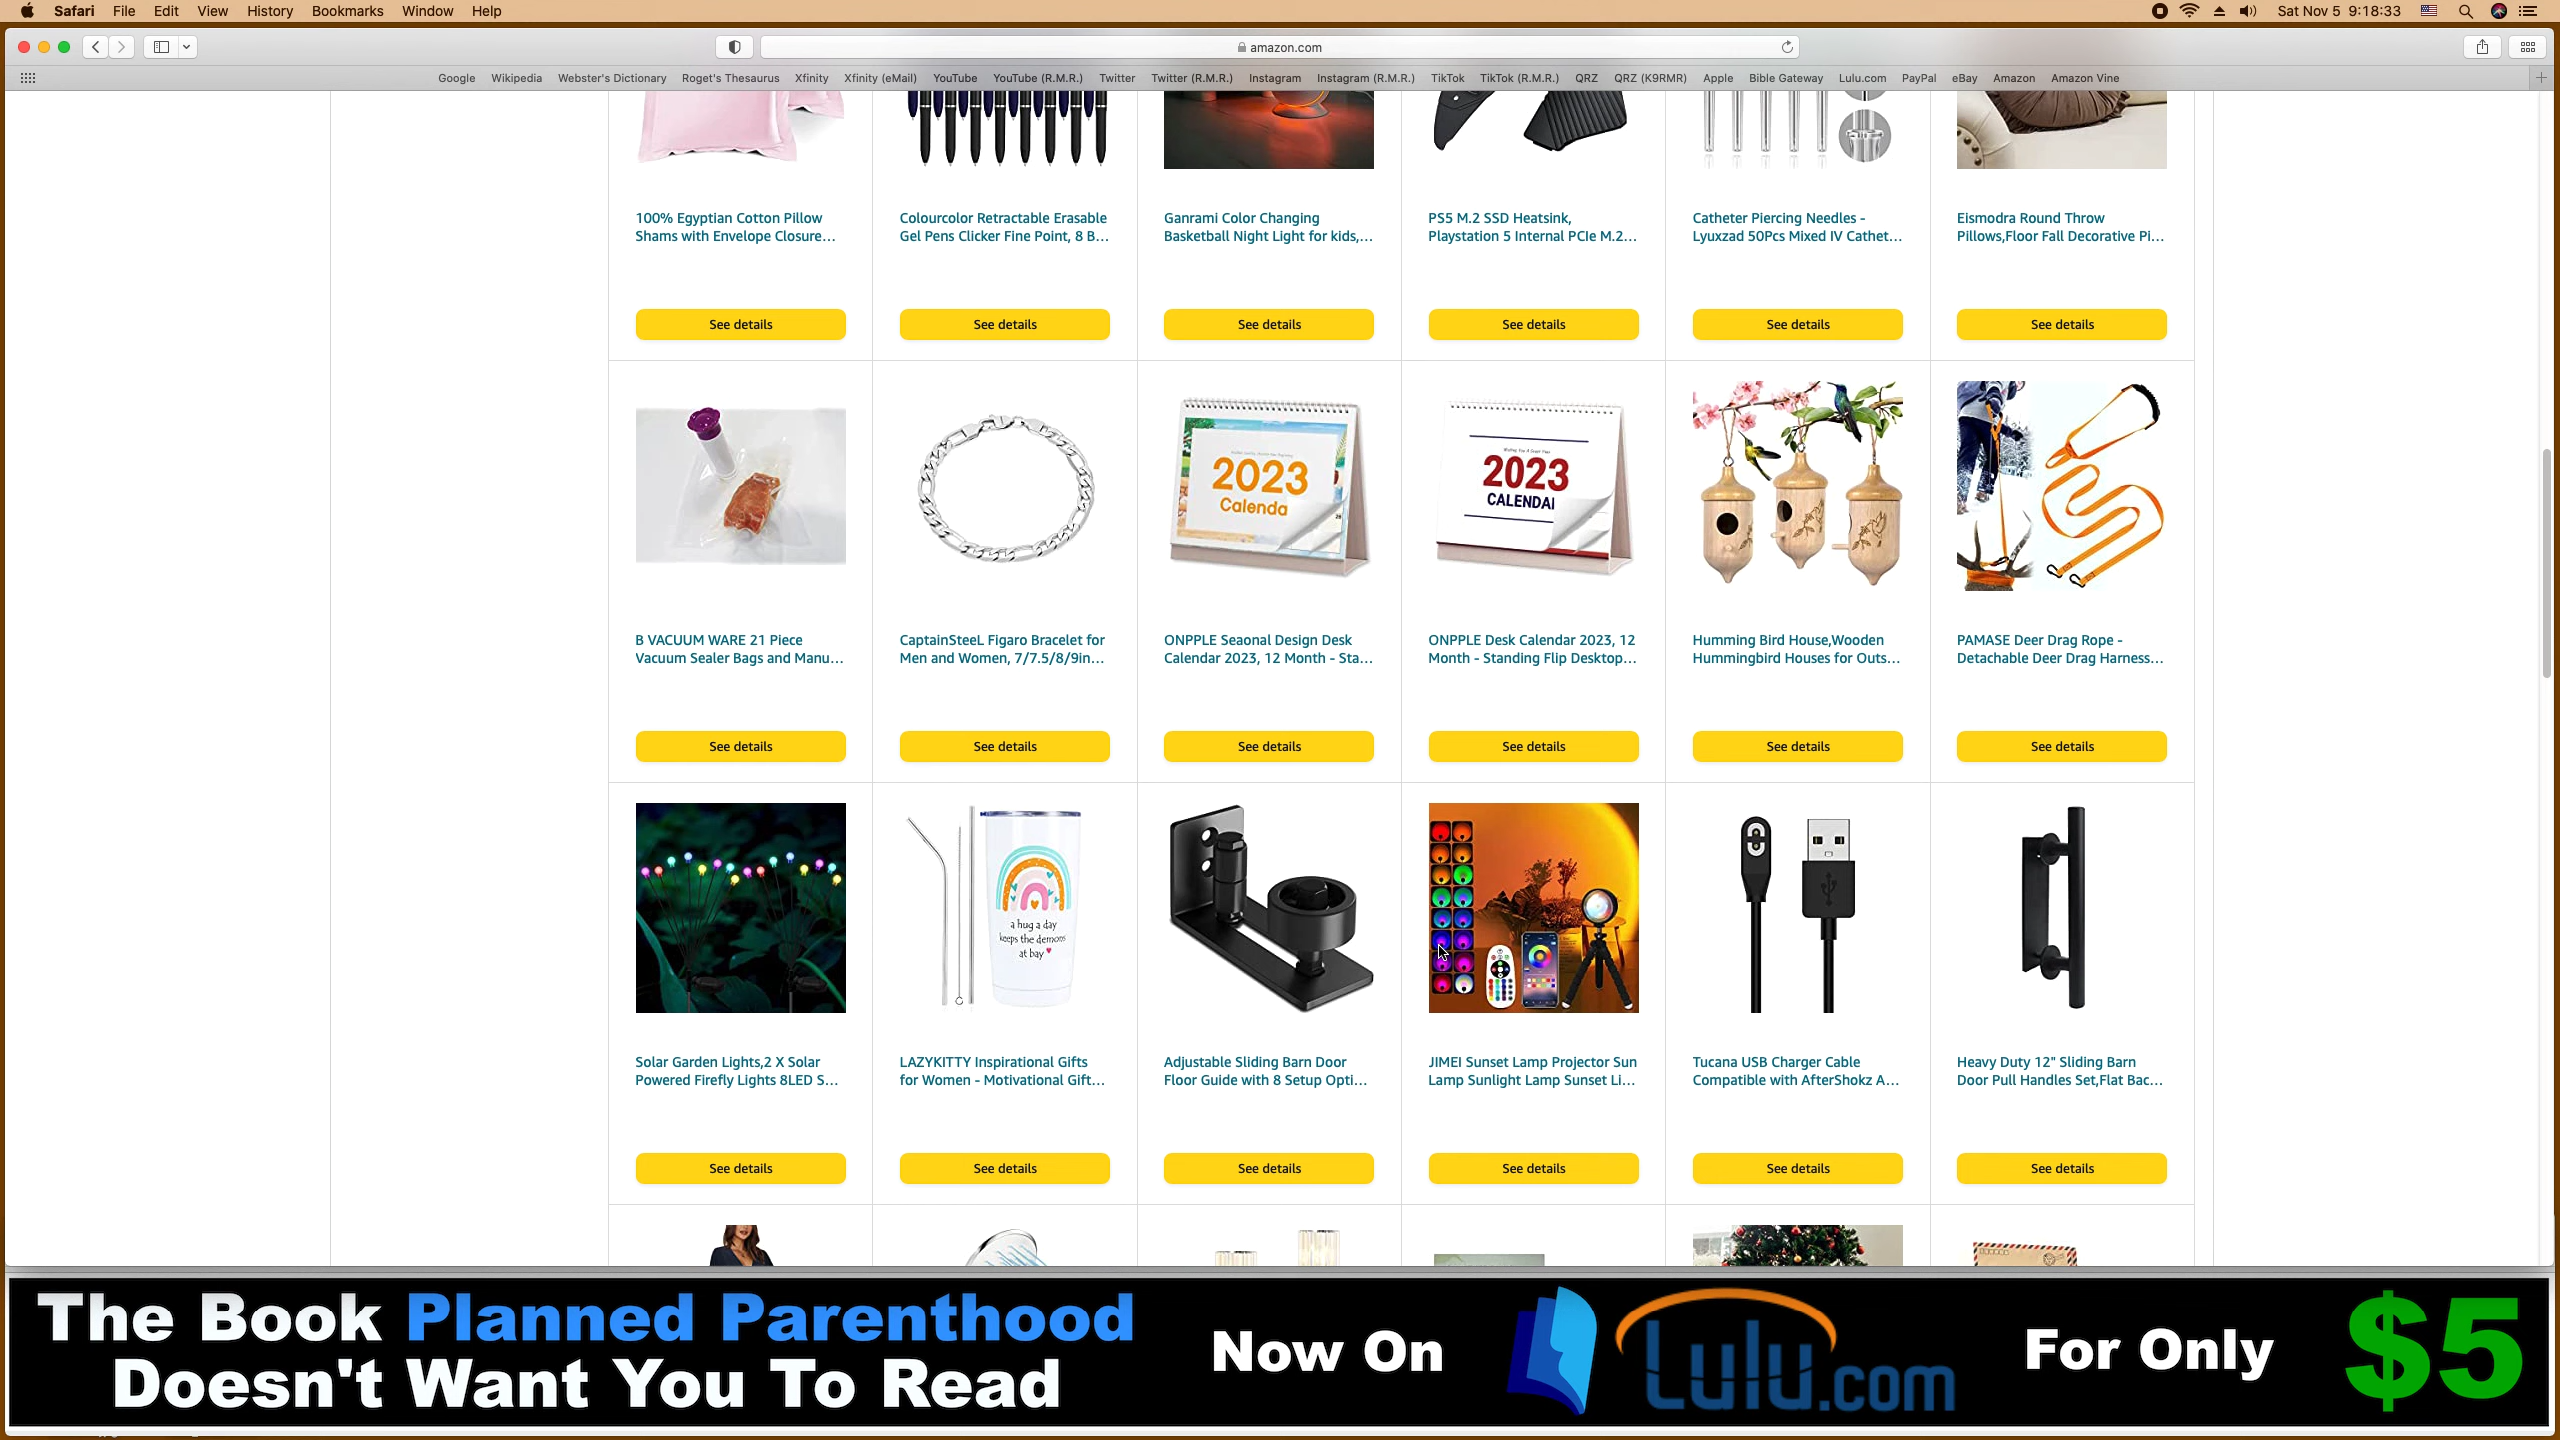 Safari File Edit View History Bookmarks Window Help
Sat Nov 5 9:18:33
amazon.com
Google Wikipedia Webster's Dictionary Roget's Thesaurus Xfinity Xfinity (eMail) YouTube YouTube (R.M.R.) Twitter Twitter (R.M.R.) Instagram Instagram (R.M.R.) TikTok TikTok (R.M.R.) QRZ QRZ (K9RMR) Apple Bible Gateway Lulu.com PayPal eBay Amazon Amazon Vine
100% Egyptian Cotton Pillow
Shams with Envelope Closure...
Colourcolor Retractable Erasable
Gel Pens Clicker Fine Point, 8 B...
Ganrami Color Changing
Basketball Night Light for kids,...
PS5 M.2 SSD Heatsink,
Playstation 5 Internal PCIe M.2...
Catheter Piercing Needles -
Lyuxzad 50Pcs Mixed IV Cathet...
Eismodra Round Throw
Pillows,Floor Fall Decorative Pi...
See details
See details
See details
See details
See details
See details
2023
Calenda
2023
CALENDAI
B VACUUM WARE 21 Piece
Vacuum Sealer Bags and Manu...
CaptainSteeL Figaro Bracelet for
Men and Women, 7/7.5/8/9in...
ONPPLE Seaonal Design Desk
Calendar 2023, 12 Month - Sta...
ONPPLE Desk Calendar 2023, 12
Month - Standing Flip Desktop...
Humming Bird House,Wooden
Hummingbird Houses for Outs...
PAMASE Deer Drag Rope -
Detachable Deer Drag Harness...
See details
See details
See details
See details
See details
See details
a hug a day
keeps the demons
at bay
Solar Garden Lights,2 X Solar
Powered Firefly Lights 8LED S...
LAZYKITTY Inspirational Gifts
for Women - Motivational Gift...
Adjustable Sliding Barn Door
Floor Guide with 8 Setup Opti...
JIMEI Sunset Lamp Projector Sun
Lamp Sunlight Lamp Sunset Li...
Tucana USB Charger Cable
Compatible with AfterShokz A...
Heavy Duty 12" Sliding Barn
Door Pull Handles Set,Flat Bac...
See details
See details
See details
See details
See details
See details
The Book Planned Parenthood
Doesn't Want You To Read
Now On
Lulu.com
For Only
$5